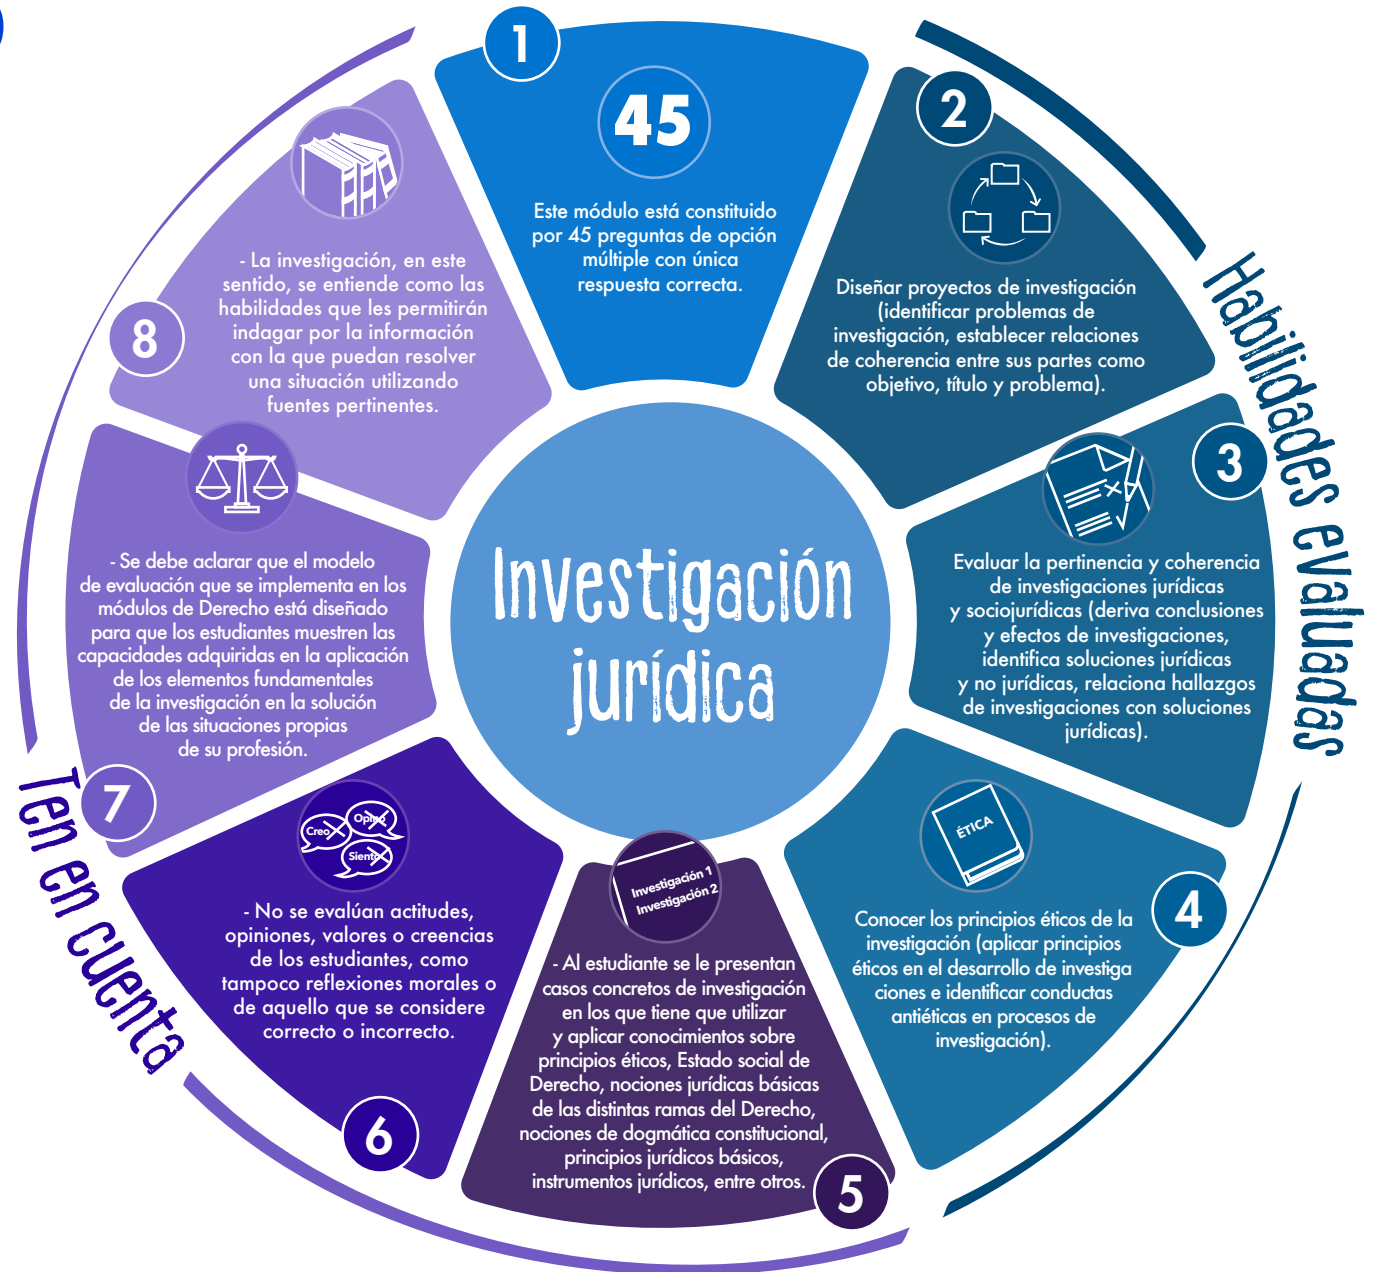 1
45
Este módulo está constituido
por 45 preguntas de opción
múltiple con única
respuesta correcta.
2
Diseñar proyectos de investigación
(identificar problemas de
investigación, establecer relaciones
de coherencia entre sus partes como
objetivo, título y problema).
Habilidades evaluadas
3
Evaluar la pertinencia y coherencia
de investigaciones jurídicas
y sociojurídicas (deriva conclusiones
y efectos de investigaciones,
identifica soluciones jurídicas
y no jurídicas, relaciona hallazgos
de investigaciones con soluciones
jurídicas).
ÉTICA
4
Conocer los principios éticos de la
investigación (aplicar principios
éticos en el desarrollo de investiga
ciones e identificar conductas
antiéticas en procesos de
investigación).
Investigación 1
Investigación 2
- Al estudiante se le presentan
casos concretos de investigación
en los que tiene que utilizar
y aplicar conocimientos sobre
principios éticos, Estado social de
Derecho, nociones jurídicas básicas
de las distintas ramas del Derecho,
nociones de dogmática constitucional,
principios jurídicos básicos,
instrumentos jurídicos, entre otros.
5
Creo
Opino
Siento
- No se evalúan actitudes,
opiniones, valores o creencias
de los estudiantes, como
tampoco reflexiones morales o
de aquello que se considere
correcto o incorrecto.
6
Ten en cuenta
- Se debe aclarar que el modelo
de evaluación que se implementa en los
módulos de Derecho está diseñado
para que los estudiantes muestren las
capacidades adquiridas en la aplicación
de los elementos fundamentales
de la investigación en la solución
de las situaciones propias
de su profesión.
7
- La investigación, en este
sentido, se entiende como las
habilidades que les permitirán
indagar por la información
con la que puedan resolver
una situación utilizando
fuentes pertinentes.
8
Investigación
jurídica